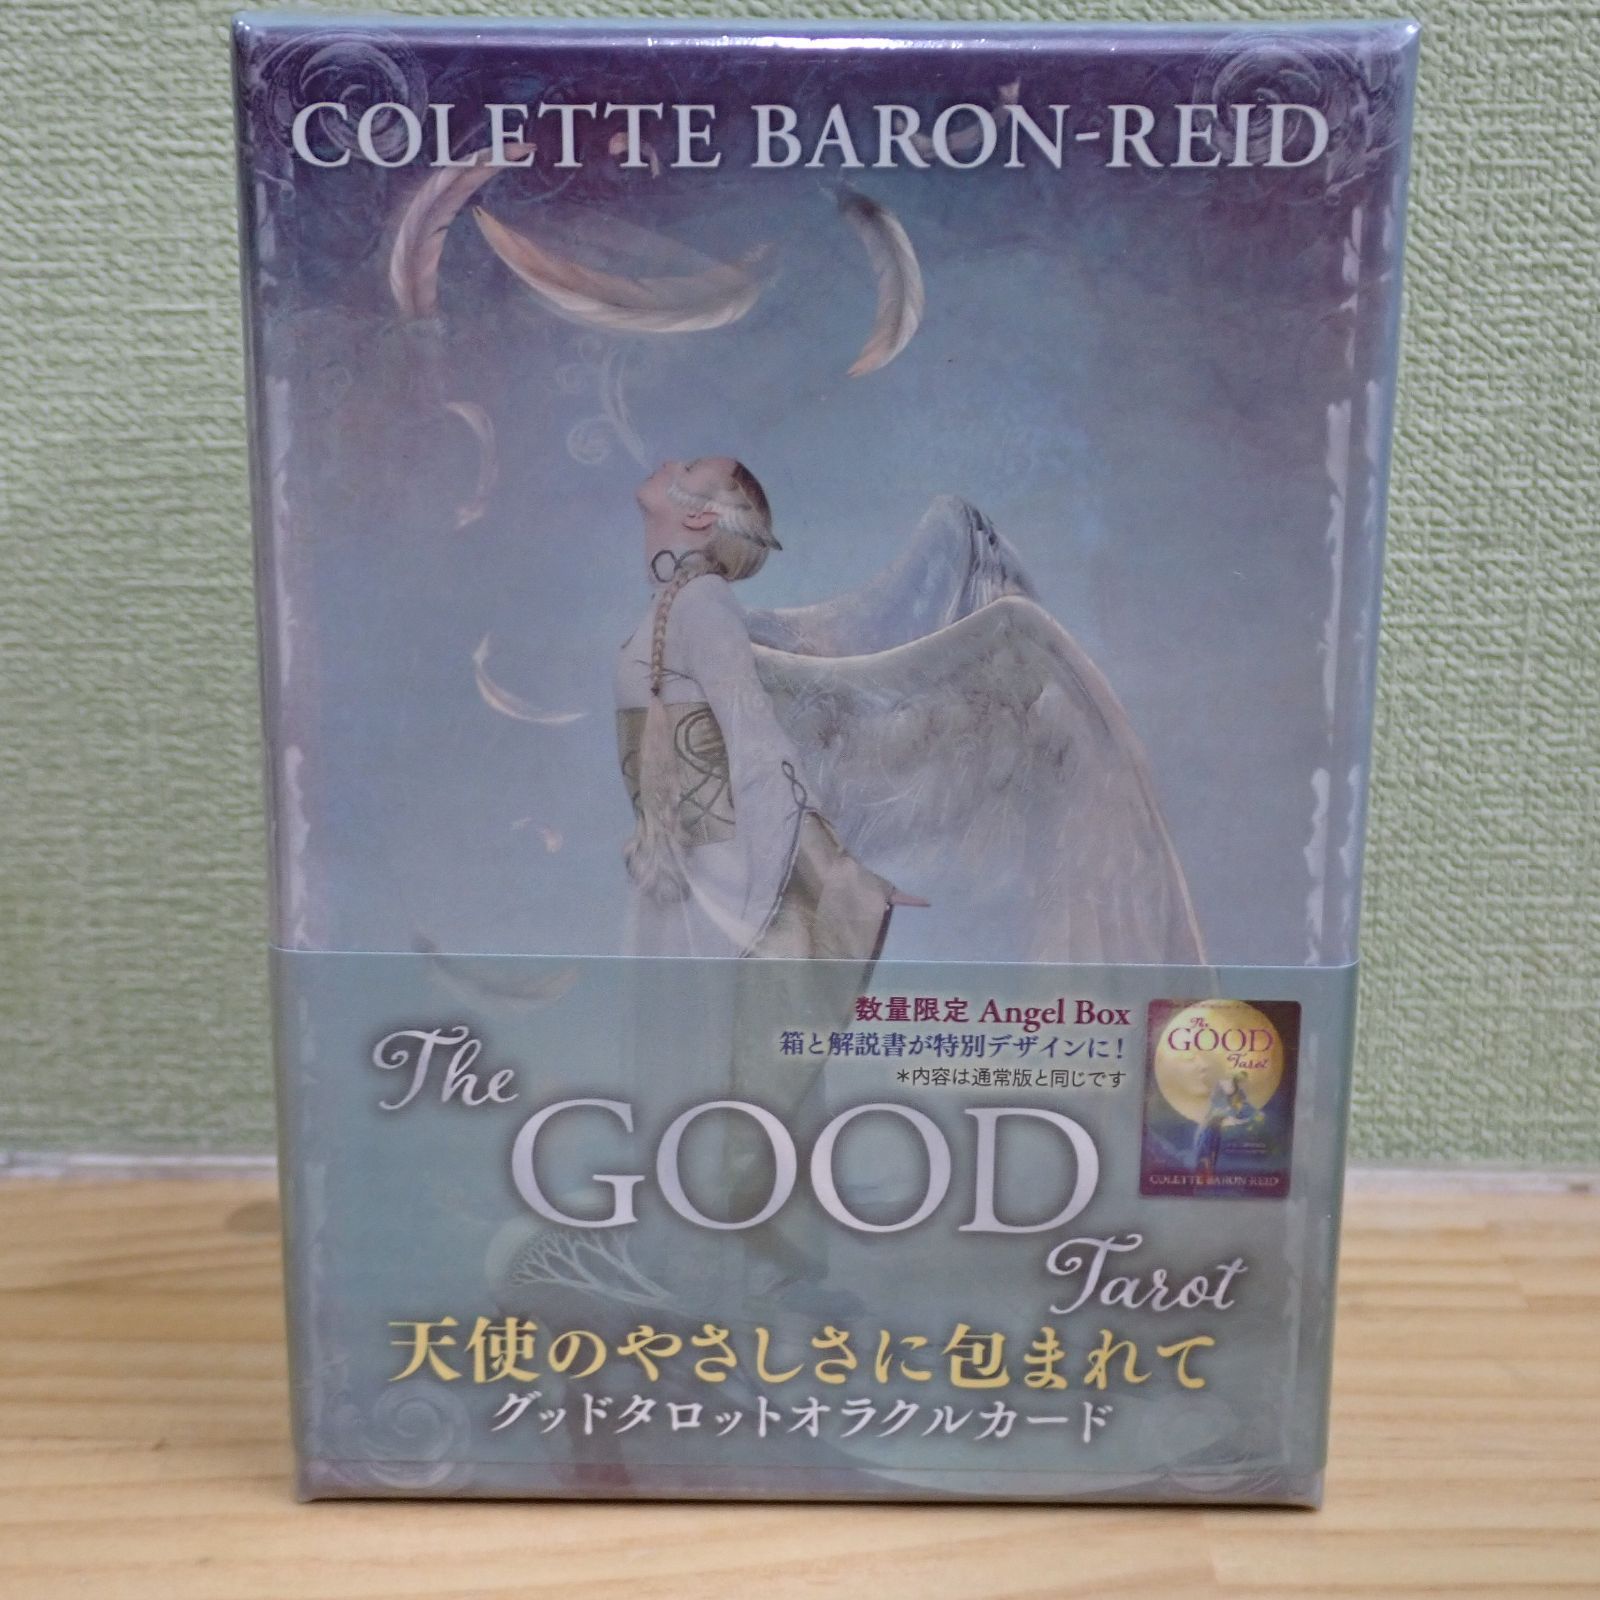 COLETTE BARON-REID
数量限定 Angel Box
箱と解説書が特別デザインに!
*内容は通常版と同じです
The
GOOD
Tarot
COLETTE BARON-REID
The
GOOD
Tarot
天使のやさしさに包まれて
グッドタロットオラクルカード